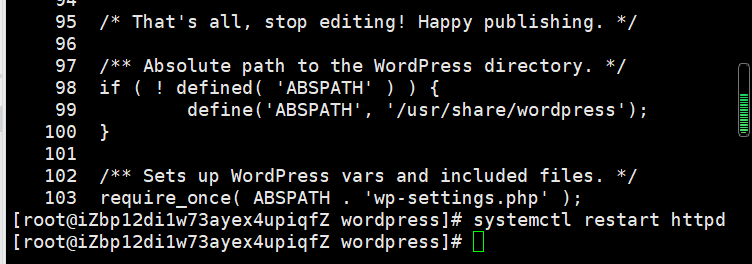 94
95 /* That's all, stop editing! Happy publishing. */
96
97 /** Absolute path to the WordPress directory. */
98 if ( ! defined( 'ABSPATH' ) ) {
99         define('ABSPATH', '/usr/share/wordpress');
100 }
101
102 /** Sets up WordPress vars and included files. */
103 require_once( ABSPATH . 'wp-settings.php' );
[root@iZbp12di1w73ayex4upiqfZ wordpress]# systemctl restart httpd
[root@iZbp12di1w73ayex4upiqfZ wordpress]#